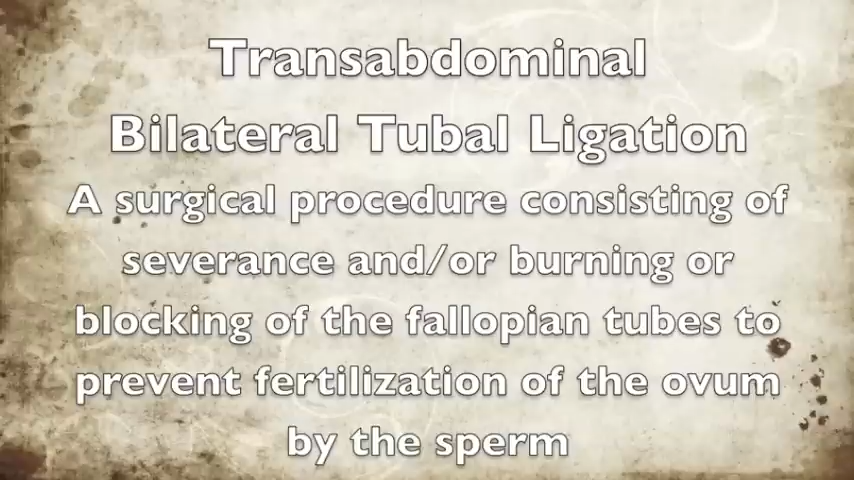 Transabdominal
Bilateral Tubal Ligation
A surgical procedure consisting of
severance and/or burning or
blocking of the fallopian tubes to
prevent fertilization of the ovum
by the sperm